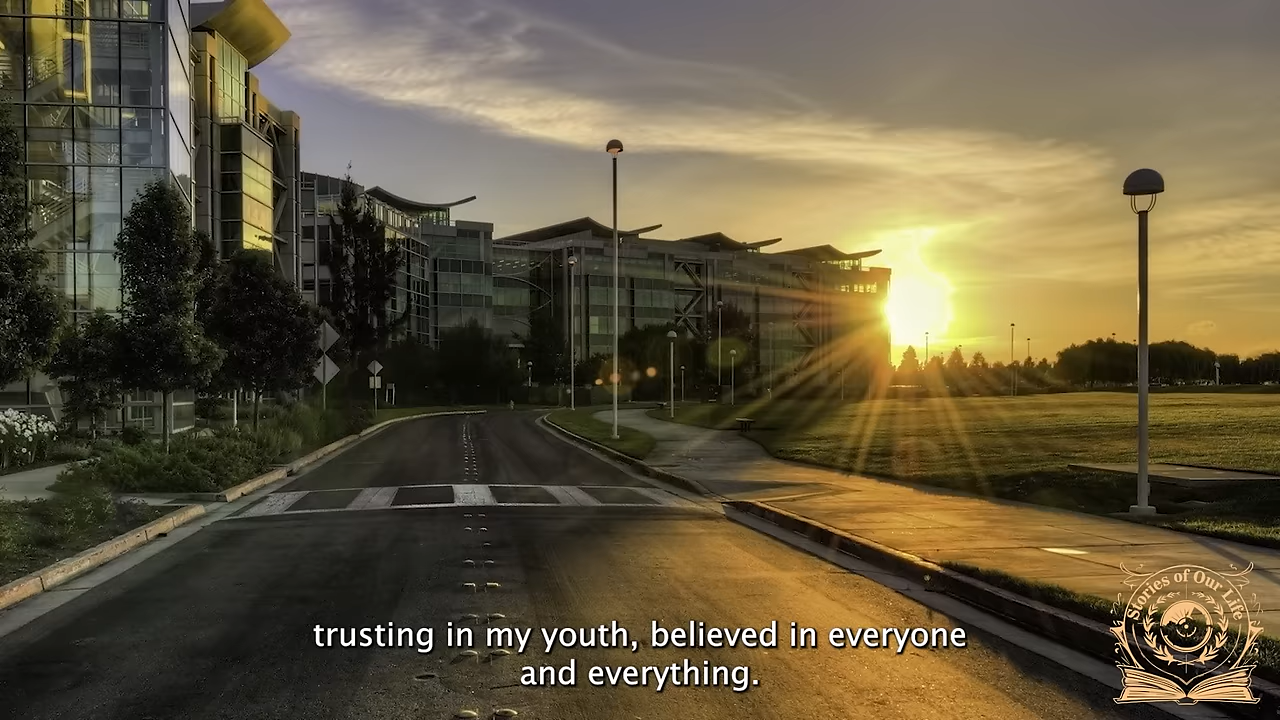 trusting in my youth, believed in everyone
and everything.
Stories of Our Life